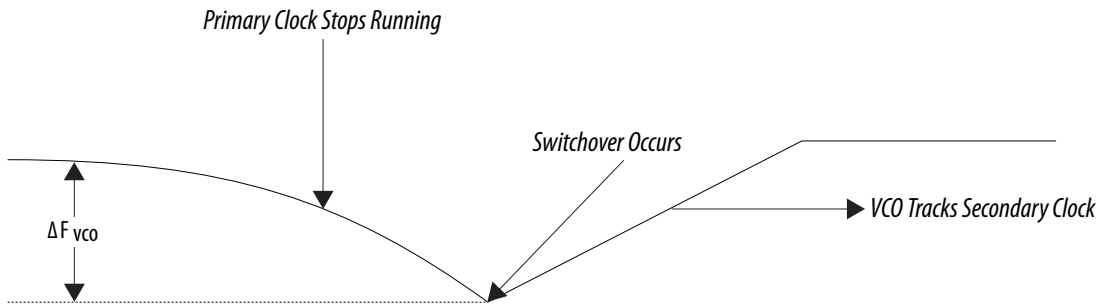 Primary Clock Stops Running
Switchover Occurs
VCO Tracks Secondary Clock
ΔF vco